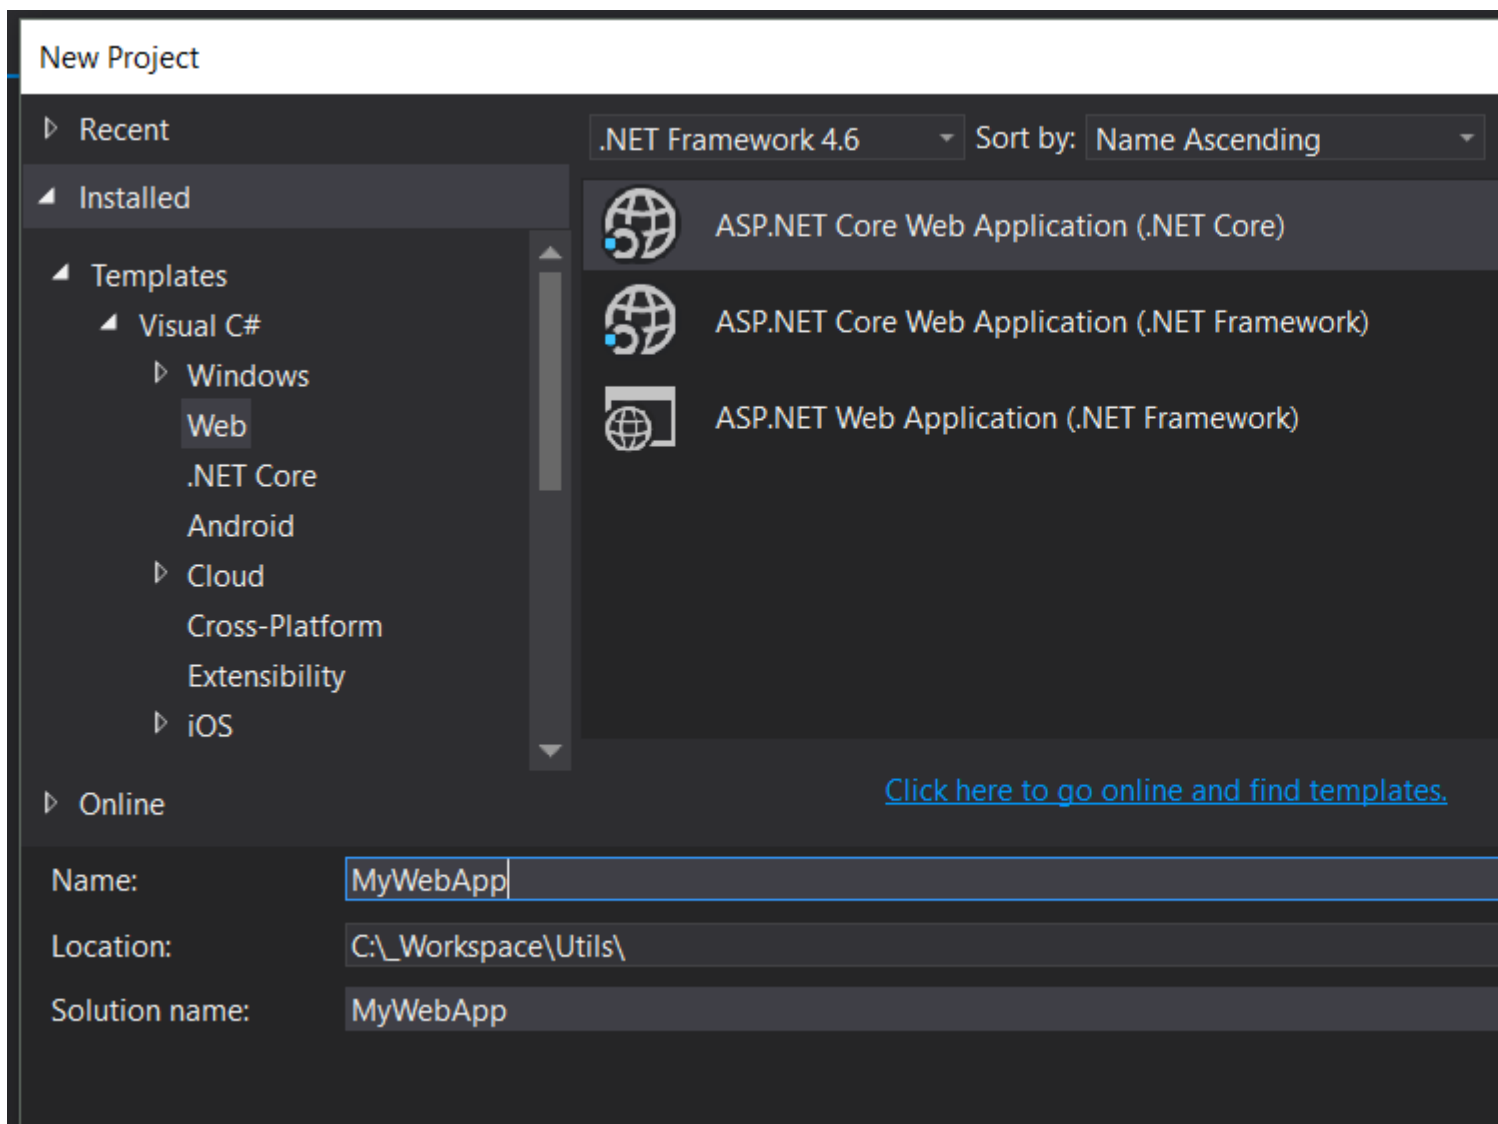 New Project
Recent
.NET Framework 4.6
Sort by:
Name Ascending
Installed
Templates
Visual C#
Windows
Web
.NET Core
Android
Cloud
Cross-Platform
Extensibility
iOS
Online
ASP.NET Core Web Application (.NET Core)
ASP.NET Core Web Application (.NET Framework)
ASP.NET Web Application (.NET Framework)
Click here to go online and find templates.
Name:
MyWebApp
Location:
C:\_Workspace\Utils\
Solution name:
MyWebApp